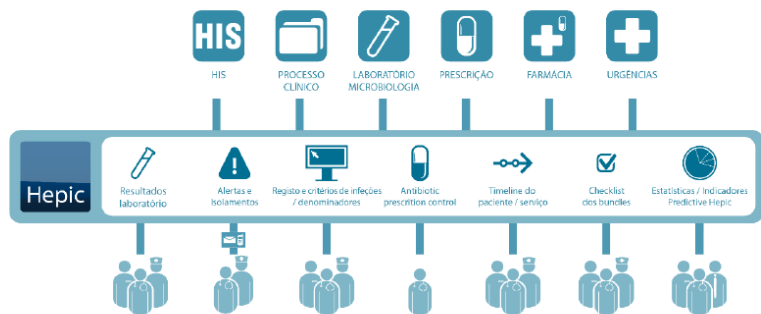 HIS
HIS
PROCESSO
CLÍNICO
LABORATÓRIO
MICROBIOLOGIA
PRESCRIÇÃO
FARMÁCIA
URGÊNCIAS
Hepic
Resultados
laboratório
Alertas e
Isolamentos
Registo e critérios de infeções
/ denominadores
Antibiotic
prescrition control
Timeline do
paciente / serviço
Checklist
dos bundles
Estatísticas / Indicadores
Predictive Hepic